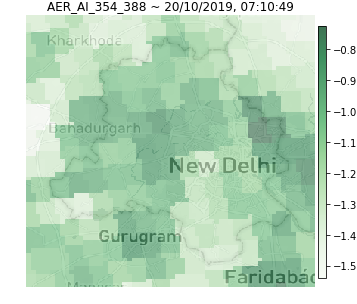 AER_AI_354_388 ~ 20/10/2019, 07:10:49
Kharkhoda
−0.8
−0.9
−1.0
Bahadurgarh
−1.1
New Delhi
−1.2
−1.3
Gurugram
−1.4
Faridabad
−1.5